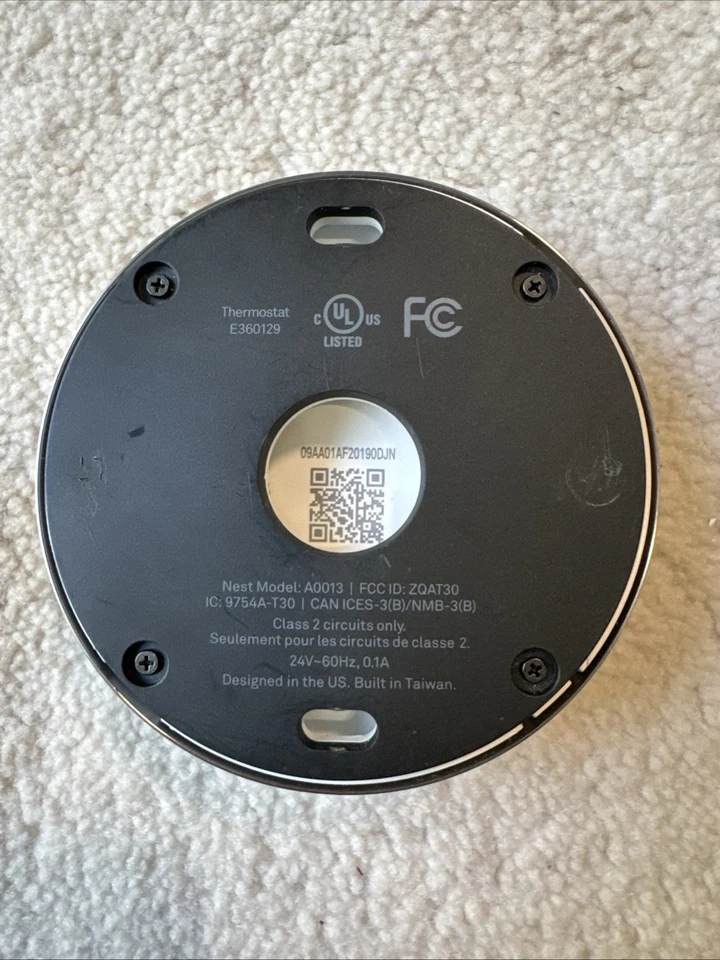 Thermostat
E360129
C UL US
LISTED
FC
09AA01AF20190DJN
Nest Model: A0013 | FCC ID: ZQAT30
IC: 9754A-T30 | CAN ICES-3(B)/NMB-3(B)
Class 2 circuits only.
Seulement pour les circuits de classe 2.
24V~60Hz, 0.1A
Designed in the US. Built in Taiwan.